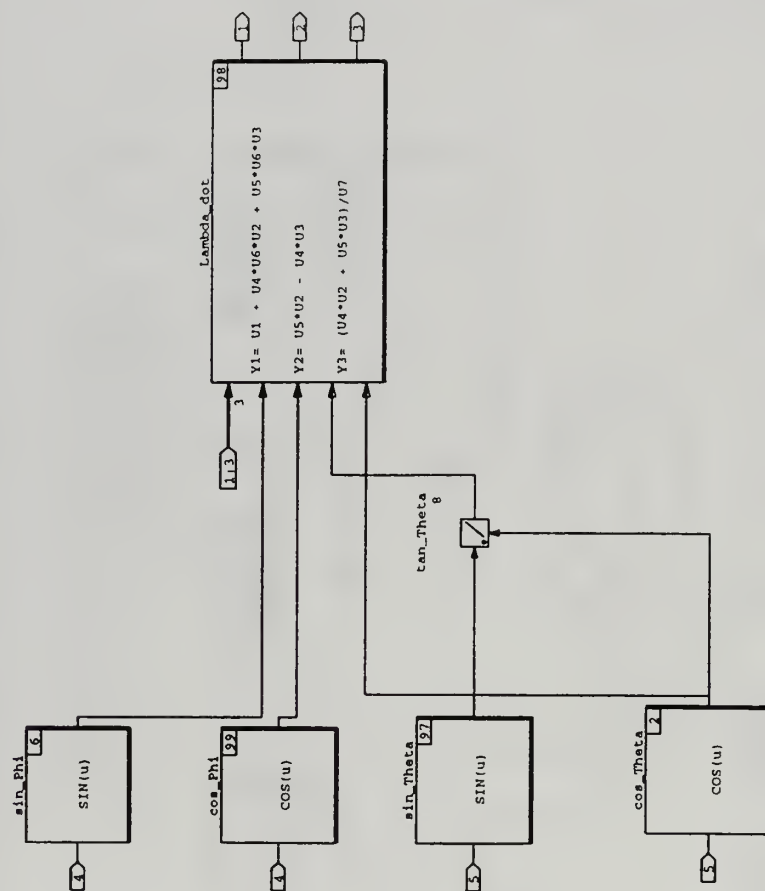 sin_Phi
6
4
SIN(u)
cos_Phi
99
4
COS(u)
sin_Theta
97
5
SIN(u)
cos_Theta
2
5
COS(u)
tan_Theta
8
1:3
3
Lambda_dot
98
Y1= U1 + U4*U6*U2 + U5*U6*U3
Y2= U5*U2 - U4*U3
Y3= (U4*U2 + U5*U3)/U7
1
2
3